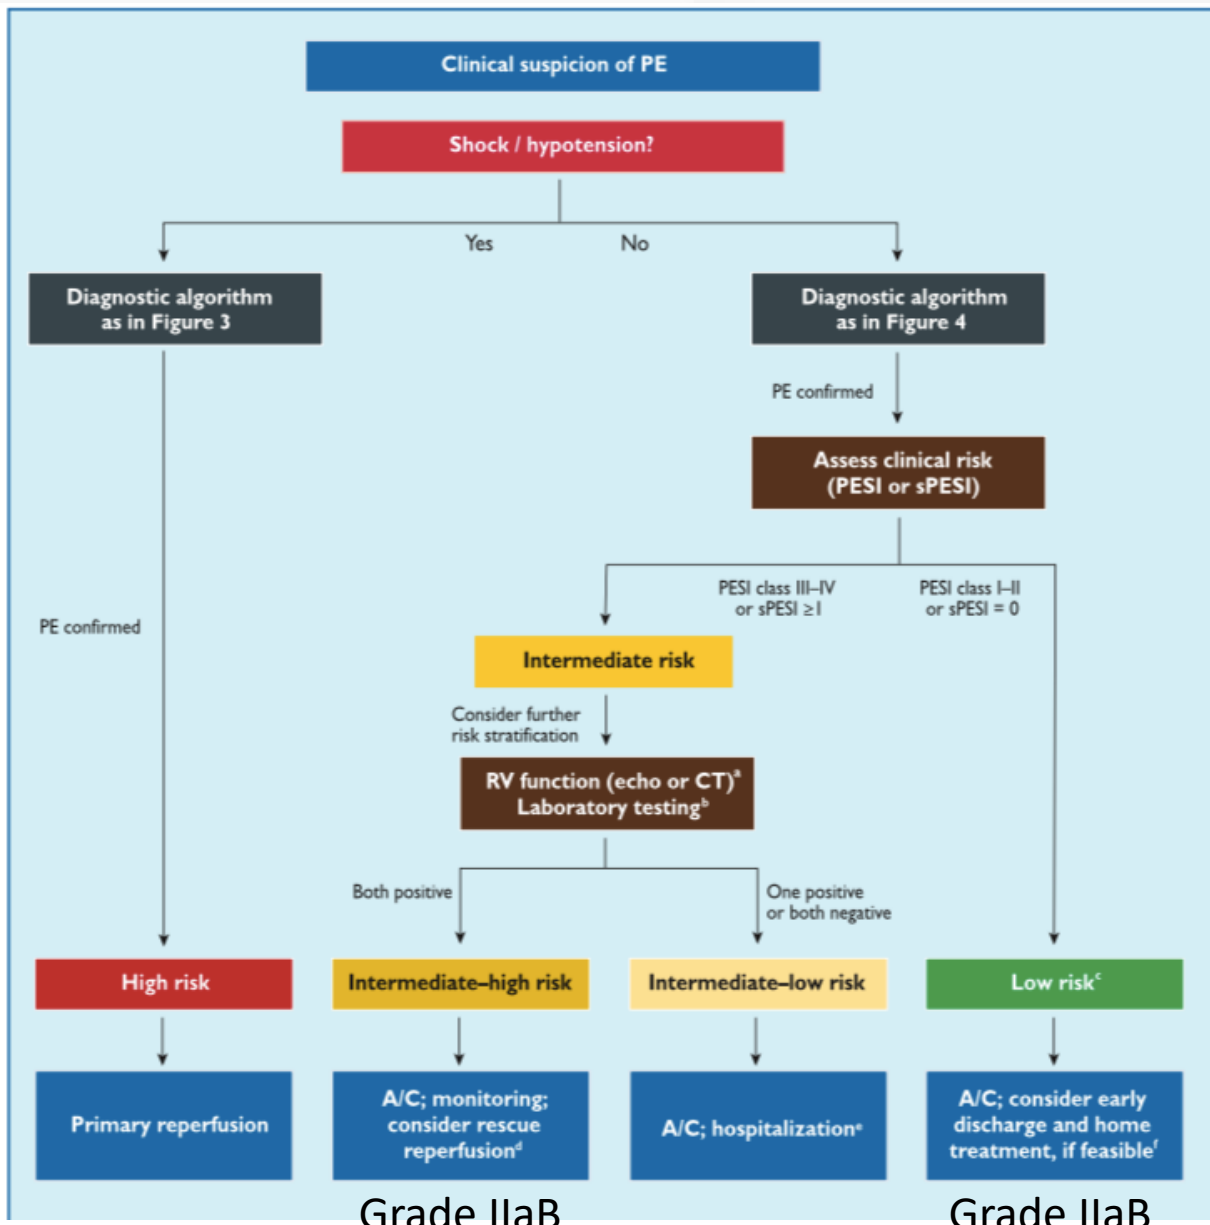 Clinical suspicion of PE
Shock / hypotension?
Yes
No
Diagnostic algorithm
as in Figure 3
Diagnostic algorithm
as in Figure 4
PE confirmed
Assess clinical risk
(PESI or sPESI)
PESI class III–IV
or sPESI ≥1
PESI class I–II
or sPESI = 0
PE confirmed
Intermediate risk
Consider further
risk stratification
RV function (echo or CT)ᵃ
Laboratory testingᵇ
Both positive
One positive
or both negative
High risk
Intermediate–high risk
Intermediate–low risk
Low riskᶜ
Primary reperfusion
A/C; monitoring;
consider rescue
reperfusionᵈ
A/C; hospitalizationᵉ
A/C; consider early
discharge and home
treatment, if feasibleᶠ
Grade IIaB
Grade IIaB